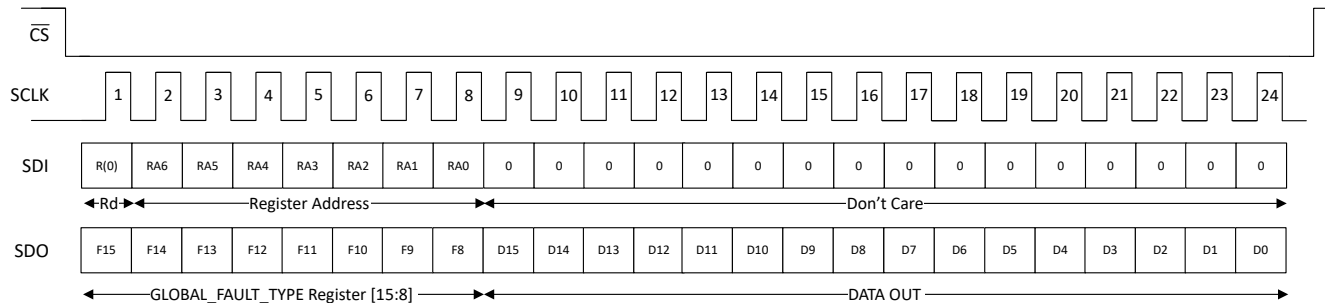 CS
SCLK 1 2 3 4 5 6 7 8 9 10 11 12 13 14 15 16 17 18 19 20 21 22 23 24
SDI R(0) RA6 RA5 RA4 RA3 RA2 RA1 RA0 0 0 0 0 0 0 0 0 0 0 0 0 0 0 0 0
Rd Register Address Don't Care
SDO F15 F14 F13 F12 F11 F10 F9 F8 D15 D14 D13 D12 D11 D10 D9 D8 D7 D6 D5 D4 D3 D2 D1 D0
GLOBAL_FAULT_TYPE Register [15:8] DATA OUT